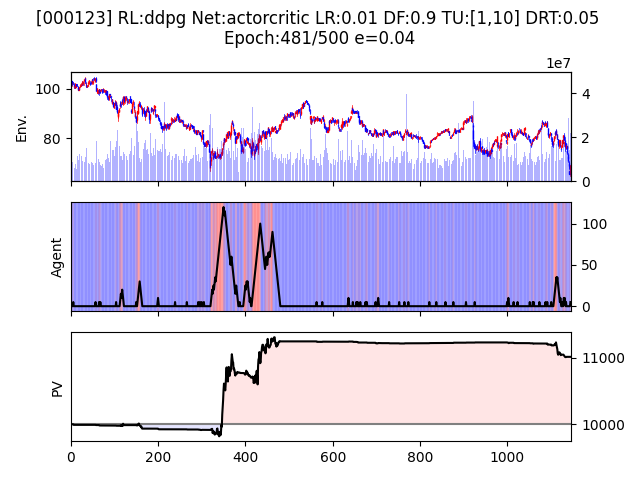 [000123] RL:ddpg Net:actorcritic LR:0.01 DF:0.9 TU:[1,10] DRT:0.05
Epoch:481/500 e=0.04
1e7
Env.
100
80
4
2
0
Agent
100
50
0
PV
11000
10000
0
200
400
600
800
1000